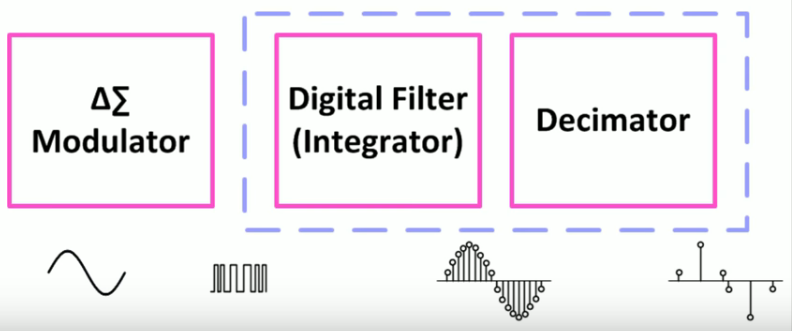 ΔΣ
Modulator
Digital Filter
(Integrator)
Decimator